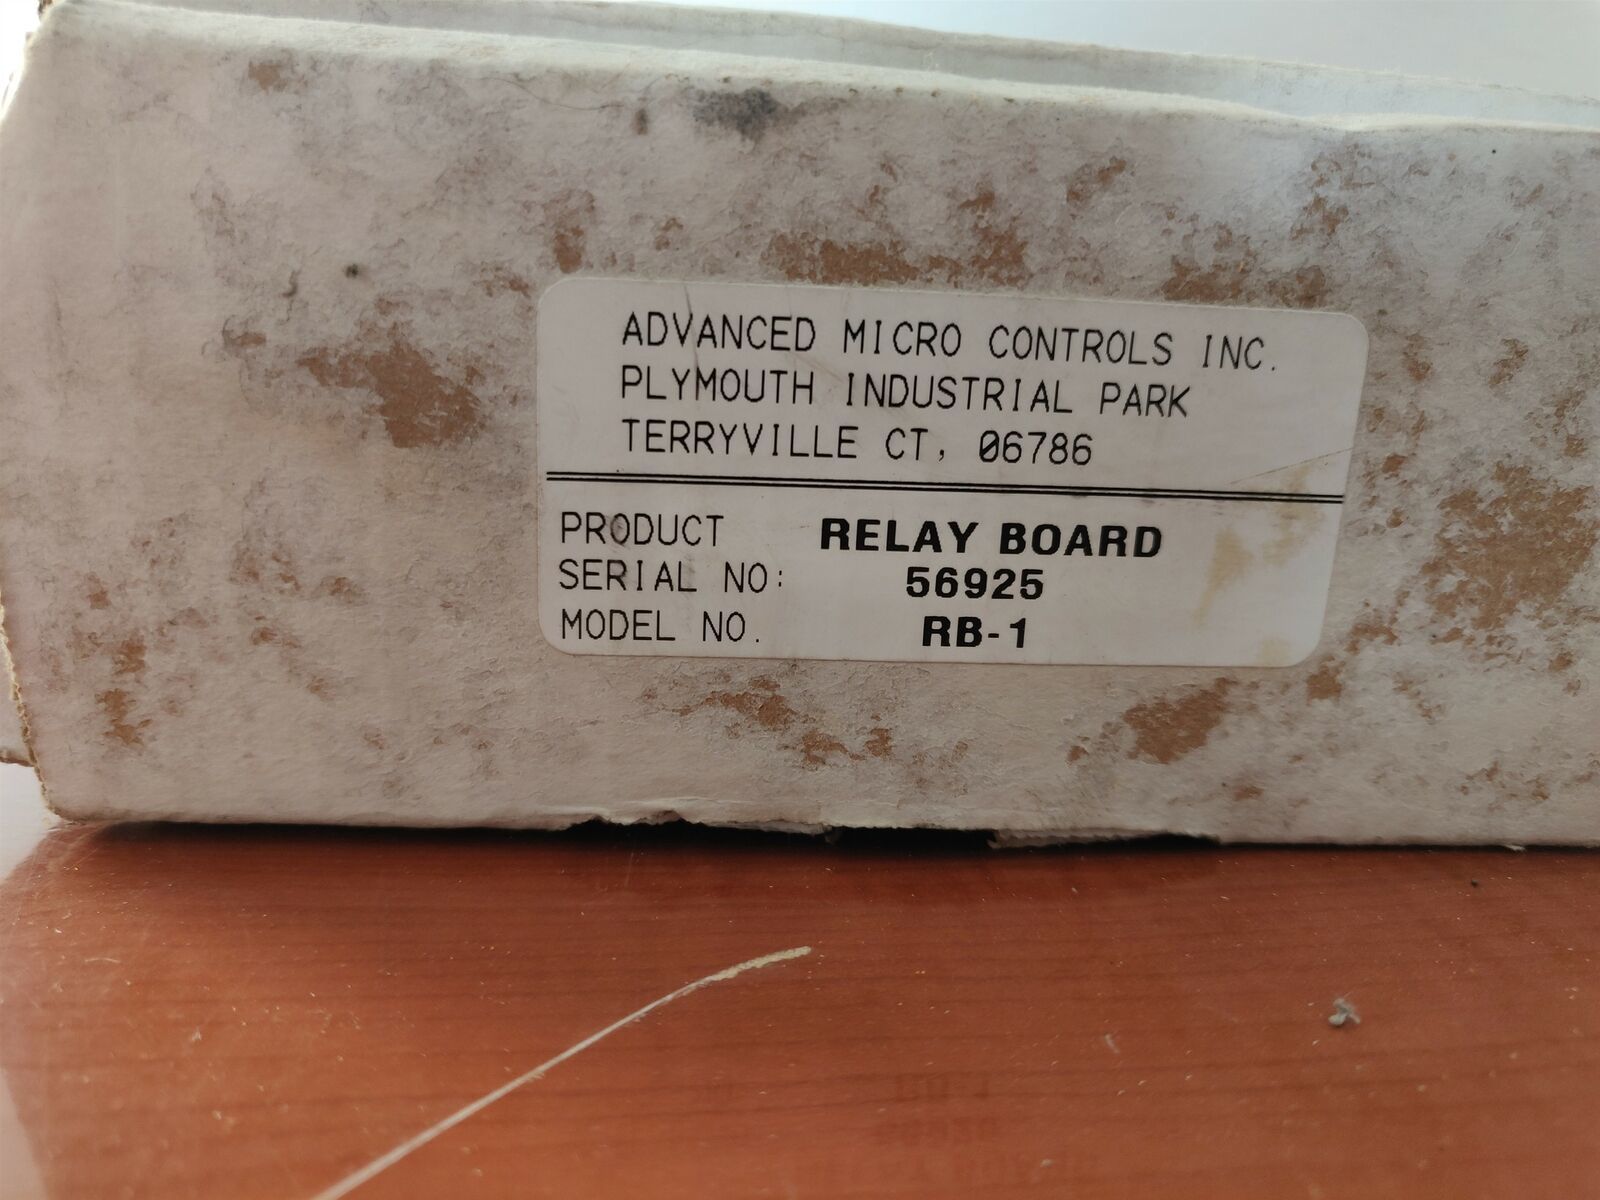 ADVANCED MICRO CONTROLS INC.
PLYMOUTH INDUSTRIAL PARK
TERRYVILLE CT, 06786
PRODUCT RELAY BOARD
SERIAL NO: 56925
MODEL NO. RB-1